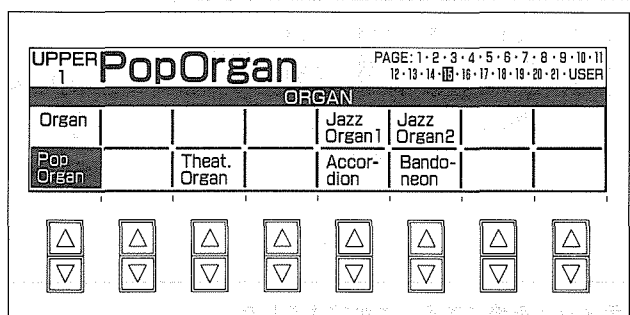 UPPER 1 PopOrgan PAGE: 1 • 2 • 3 • 4 • 5 • 6 • 7 • 8 • 9 • 10 • 11
12 • 13 • 14 • 15 • 16 • 17 • 18 • 19 • 20 • 21 • USER
ORGAN
Organ Jazz Organ1 Jazz Organ2
Pop Organ Theat. Organ Accor-dion Bando-neon